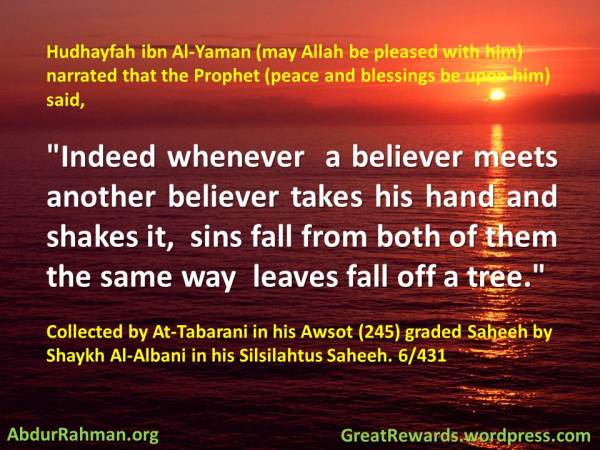 Hudhayfah ibn Al-Yaman (may Allah be pleased with him)
narrated that the Prophet (peace and blessings be upon him)
said,
"Indeed whenever a believer meets
another believer takes his hand and
shakes it, sins fall from both of them
the same way leaves fall off a tree."
Collected by At-Tabarani in his Awsot (245) graded Saheeh by
Shaykh Al-Albani in his Silsilahtus Saheeh. 6/431
AbdurRahman.org
GreatRewards.wordpress.com